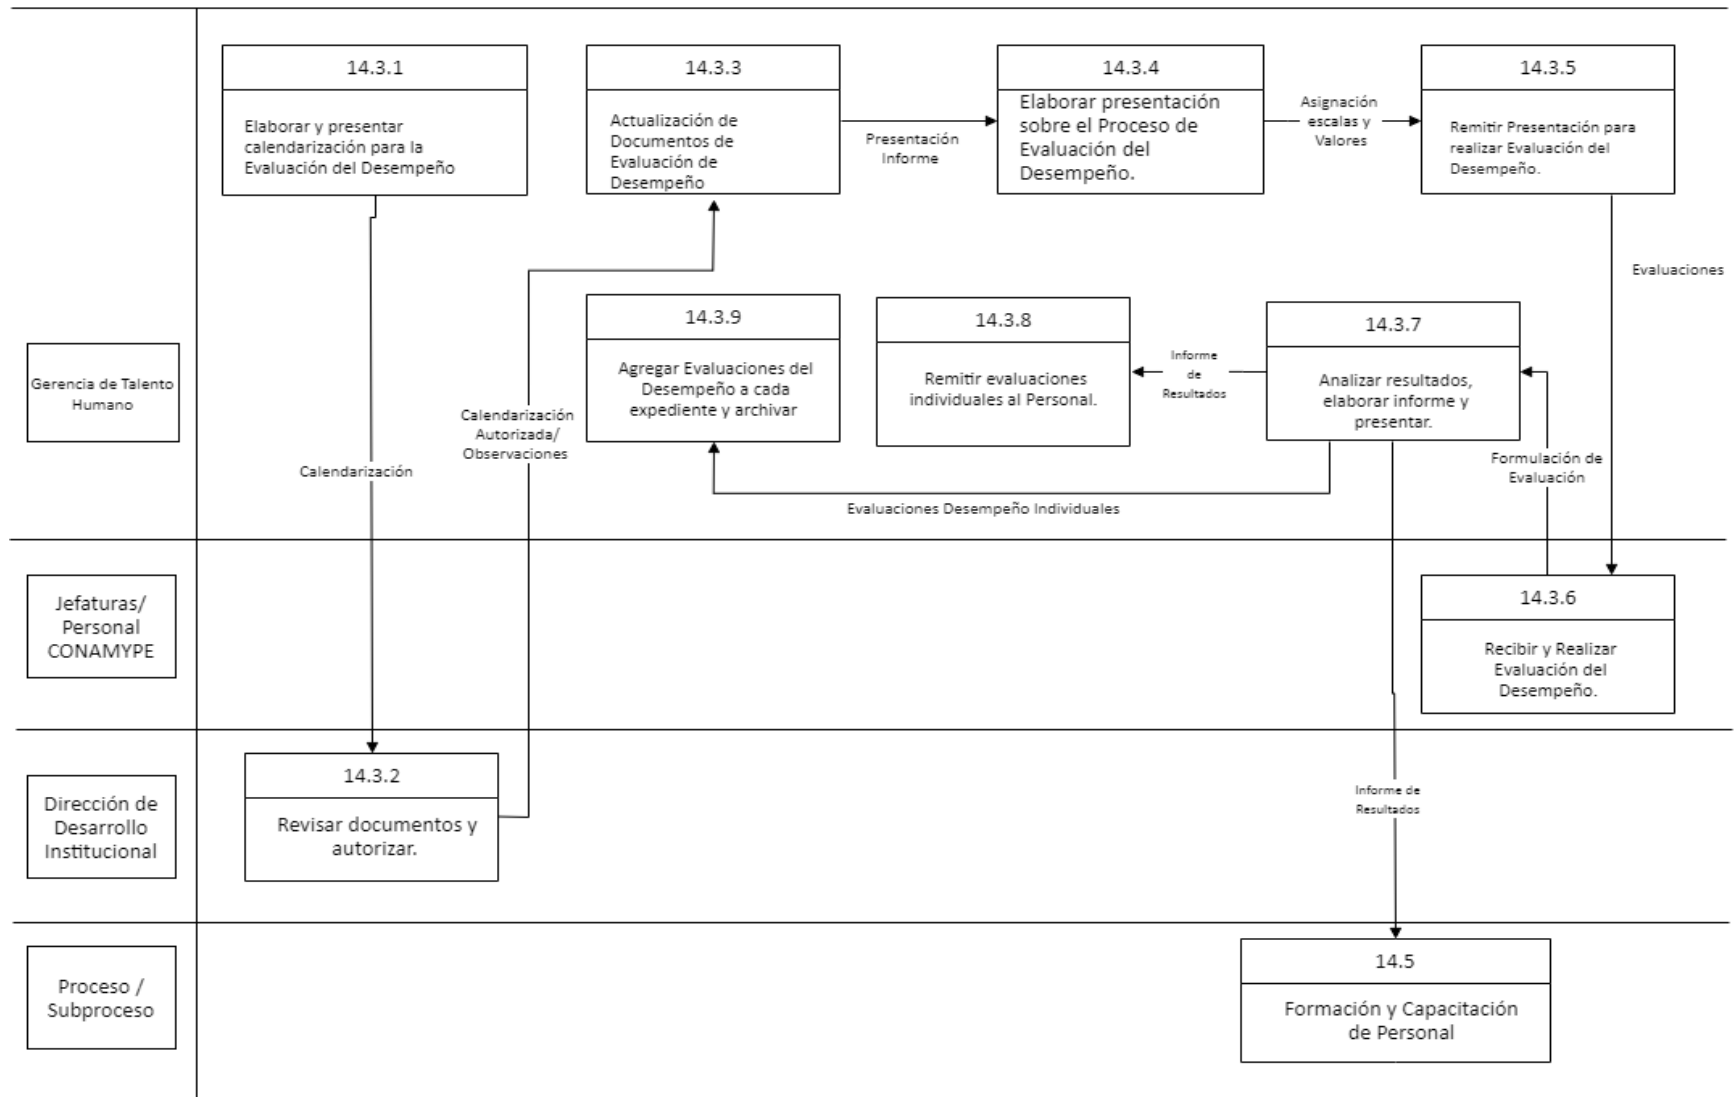 14.3.1
Elaborar y presentar
calendarización para la
Evaluación del Desempeño
14.3.3
Actualización de
Documentos de
Evaluación de
Desempeño
Presentación
Informe
14.3.4
Elaborar presentación
sobre el Proceso de
Evaluación del
Desempeño.
Asignación
escalas y
Valores
14.3.5
Remitir Presentación para
realizar Evaluación del
Desempeño.
Evaluaciones
Gerencia de Talento
Humano
14.3.9
Agregar Evaluaciones del
Desempeño a cada
expediente y archivar
14.3.8
Remitir evaluaciones
individuales al Personal.
Informe
de
Resultados
14.3.7
Analizar resultados,
elaborar informe y
presentar.
Calendarización
Calendarización
Autorizada/
Observaciones
Formulación de
Evaluación
Evaluaciones Desempeño Individuales
Jefaturas/
Personal
CONAMYPE
14.3.6
Recibir y Realizar
Evaluación del
Desempeño.
Dirección de
Desarrollo
Institucional
14.3.2
Revisar documentos y
autorizar.
Informe de
Resultados
Proceso /
Subproceso
14.5
Formación y Capacitación
de Personal